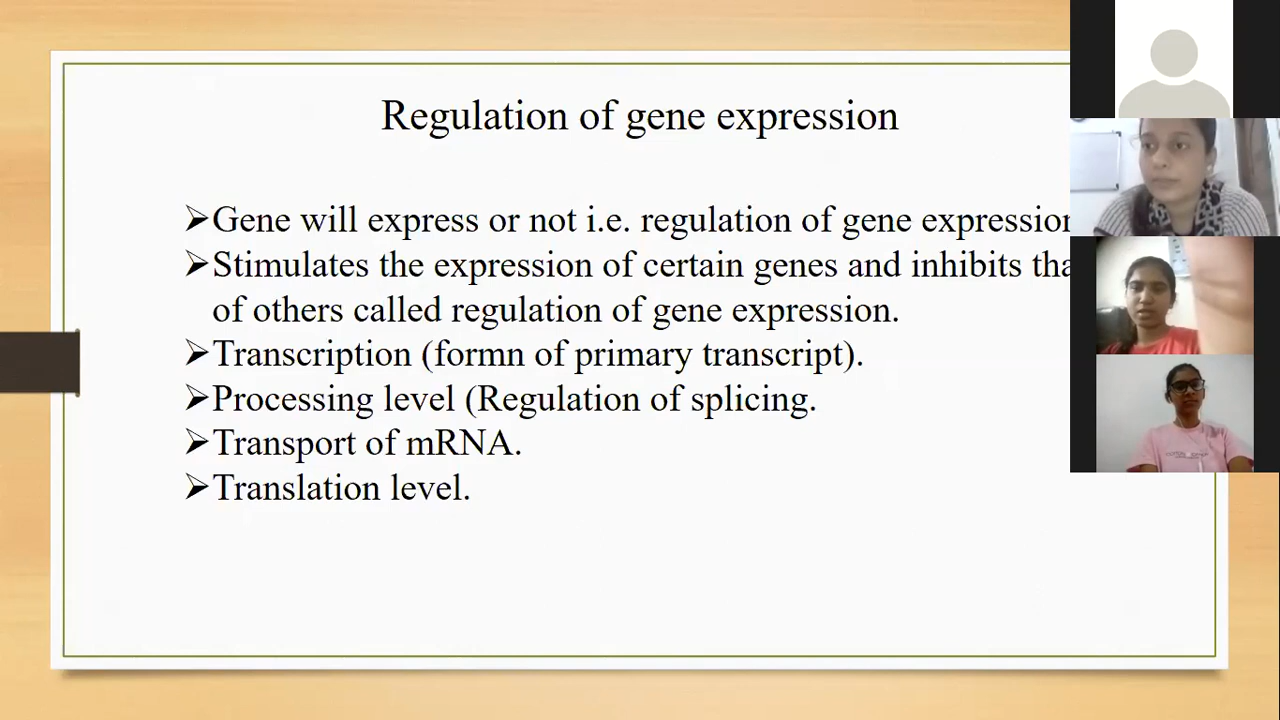 Regulation of gene expression
➢Gene will express or not i.e. regulation of gene expression
➢Stimulates the expression of certain genes and inhibits
of others called regulation of gene expression.
➢Transcription (formn of primary transcript).
➢Processing level (Regulation of splicing.
➢Transport of mRNA.
➢Translation level.